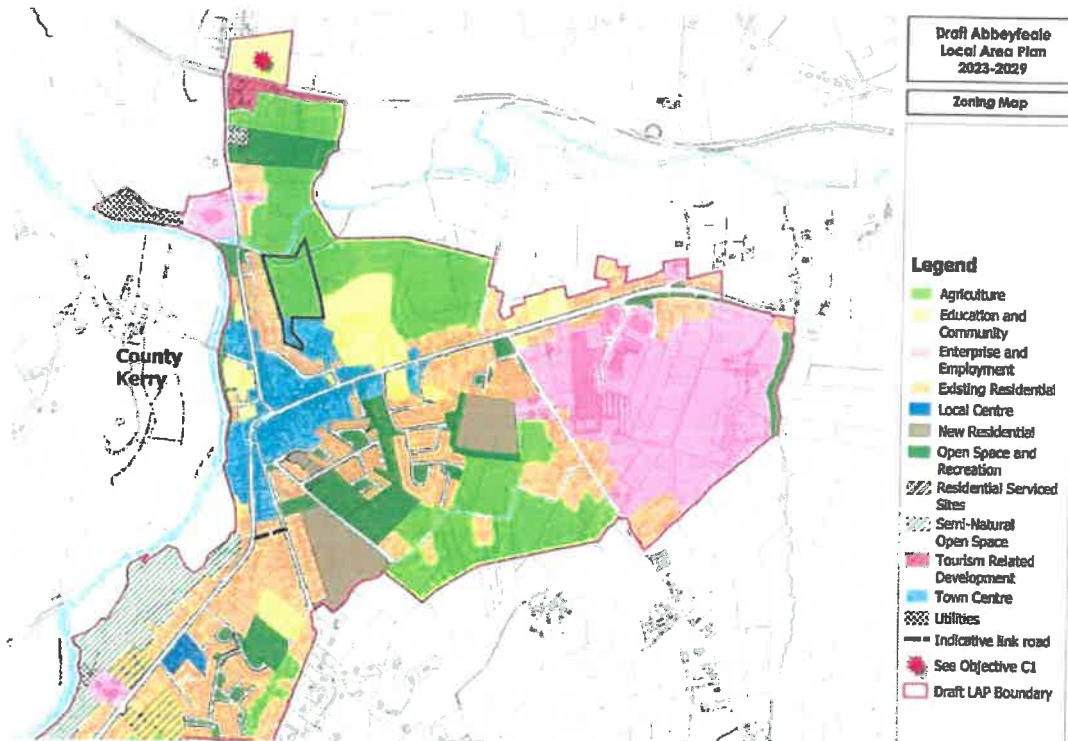 Draft Abbeyfeale
Local Area Plan
2023-2029
Zoning Map
County
Kerry
Legend
Agriculture
Education and
Community
Enterprise and
Employment
Existing Residential
Local Centre
New Residential
Open Space and
Recreation
Residential Serviced
Sites
Semi-Natural
Open Space
Tourism Related
Development
Town Centre
Utilities
Indicative link road
See Objective C1
Draft LAP Boundary